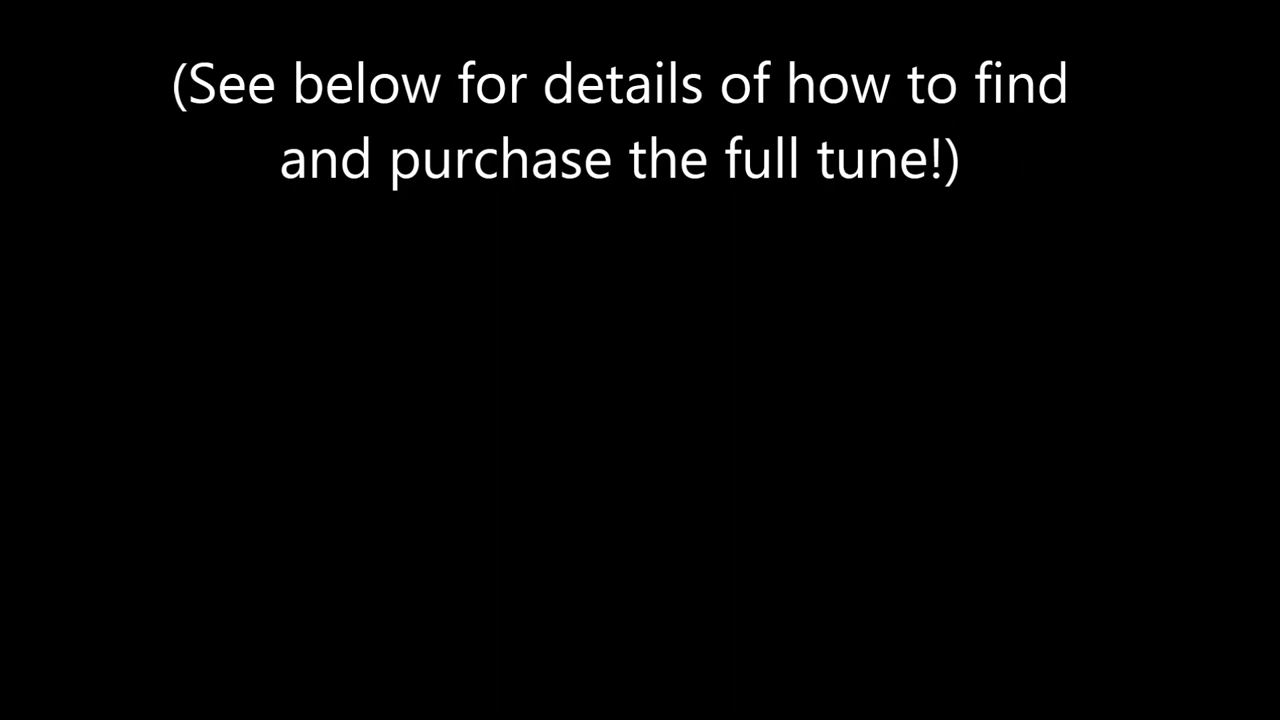 (See below for details of how to find
and purchase the full tune!)